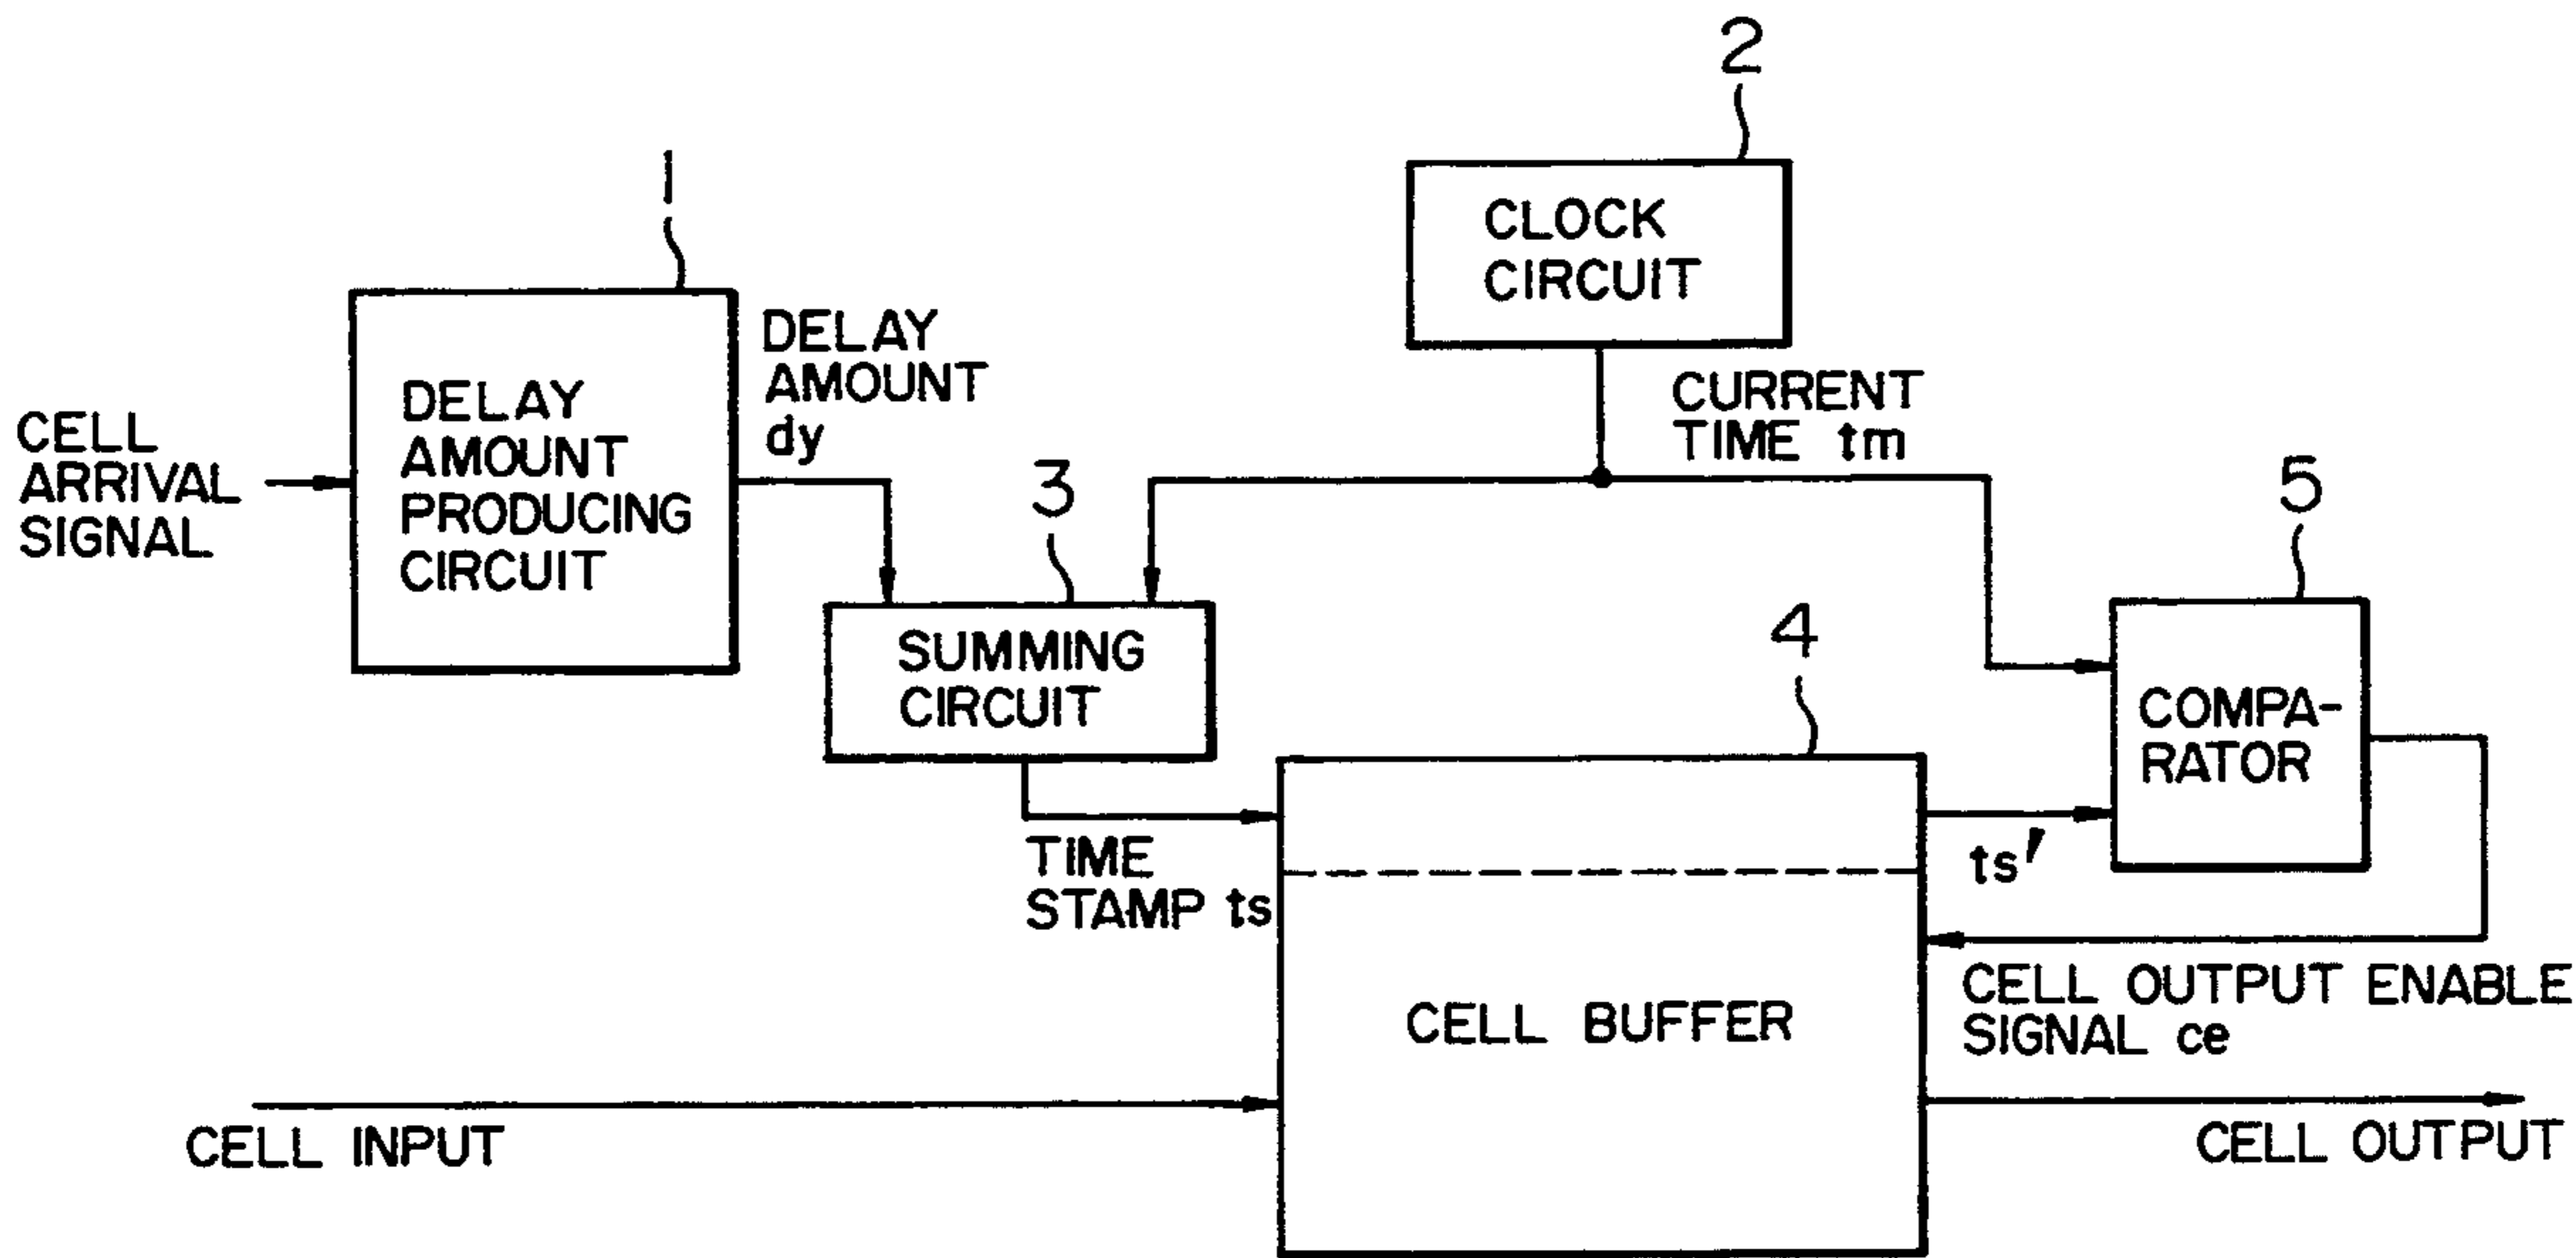 2
CLOCK
CIRCUIT
1
DELAY
AMOUNT
dy
DELAY
AMOUNT
PRODUCING
CIRCUIT
CELL
ARRIVAL
SIGNAL
CURRENT
TIME tm
3
SUMMING
CIRCUIT
5
COMPA-
RATOR
4
TIME
STAMP ts
ts'
CELL OUTPUT ENABLE
SIGNAL ce
CELL BUFFER
CELL INPUT
CELL OUTPUT